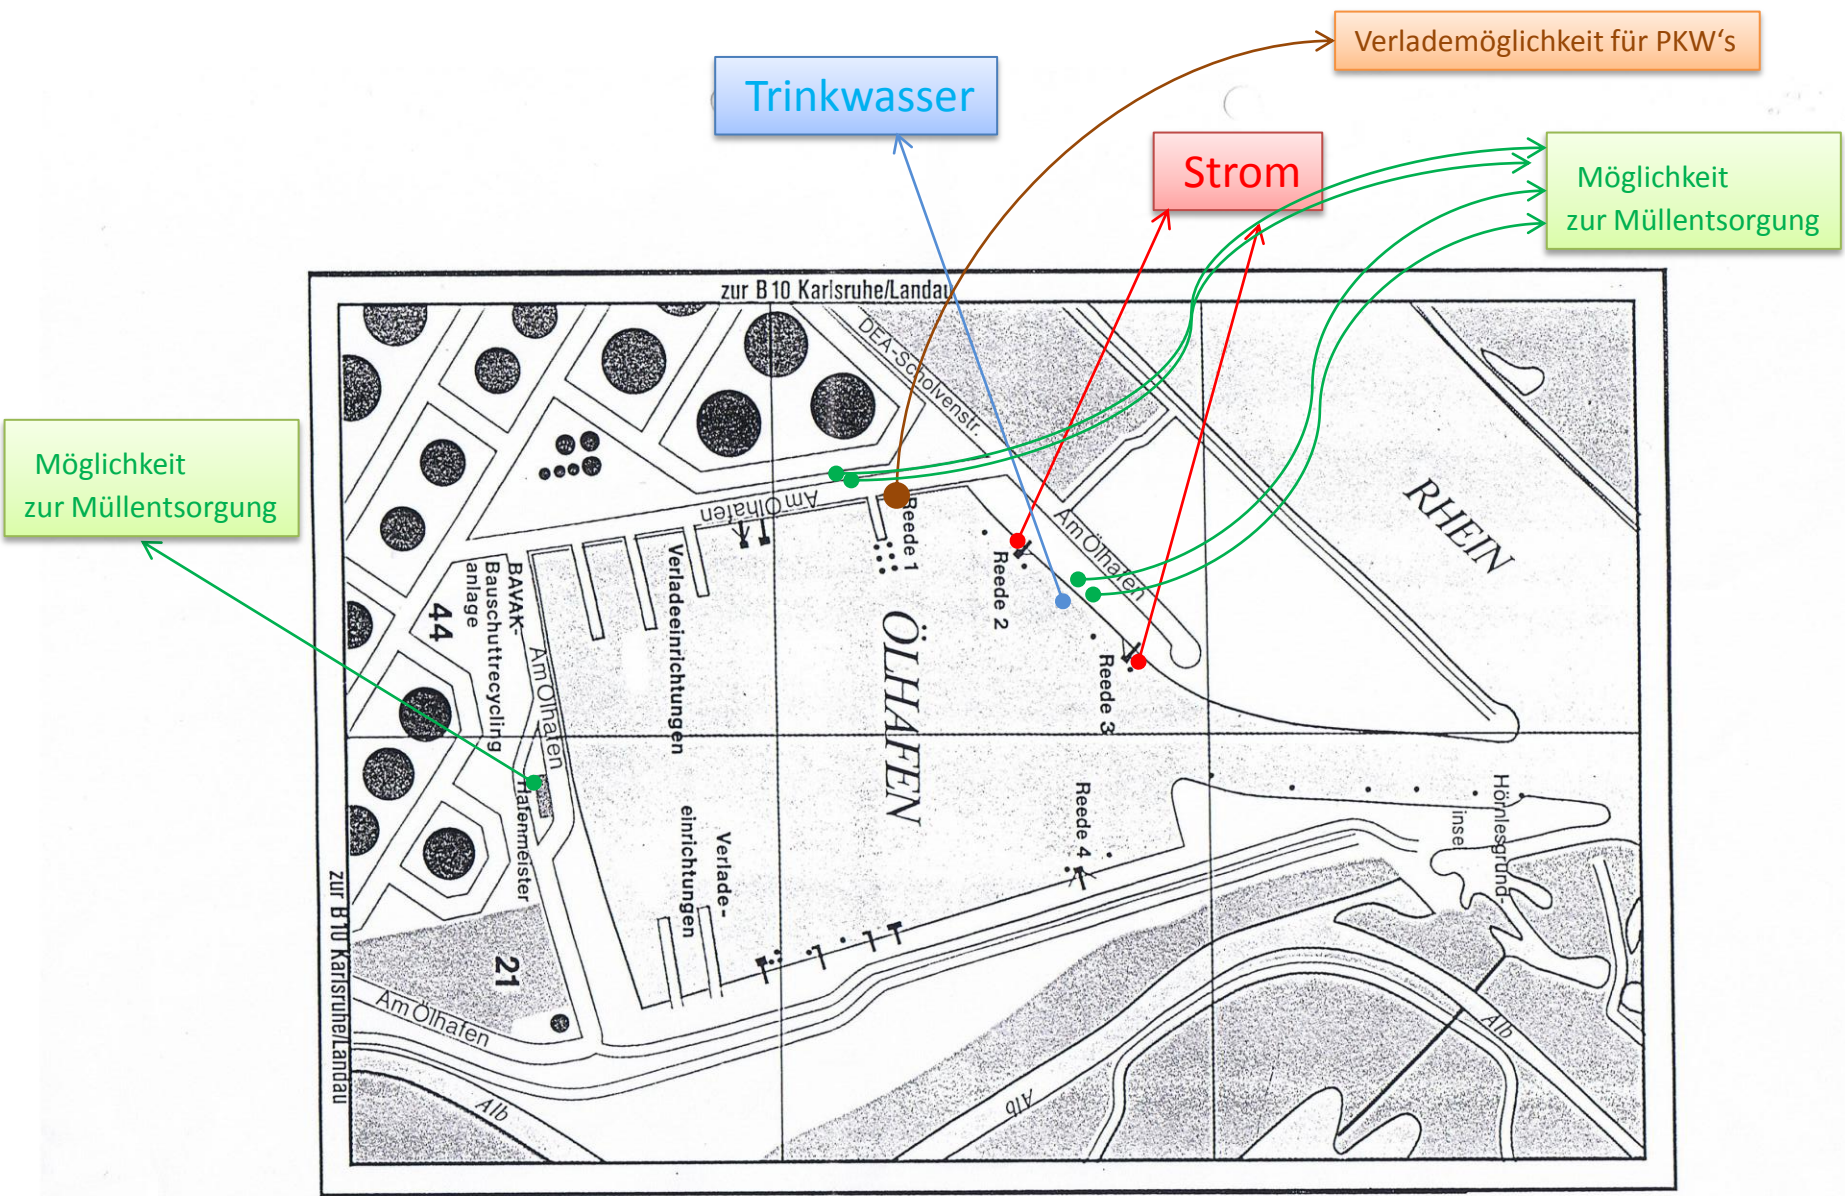 Verlademöglichkeit für PKW's
Trinkwasser
Strom
Möglichkeit
zur Müllentsorgung
zur B 10 Karlsruhe/Landau
DEA-Scholvenstr.
Möglichkeit
zur Müllentsorgung
Am Ölhafen
Reede 1
Am Ölhafen
RHEIN
Reede 2
Verladeeinrichtungen
BAVAK-
Bauschuttrecycling
anlage
44
Am Ölhafen
ÖLHAFEN
Reede 3
Hafenmeister
Verlade-
einrichtungen
Reede 4
Hörnlesgrund-
insel
zur B 10 Karlsruhe/Landau
21
Am Ölhafen
Alb
Alb
Alb